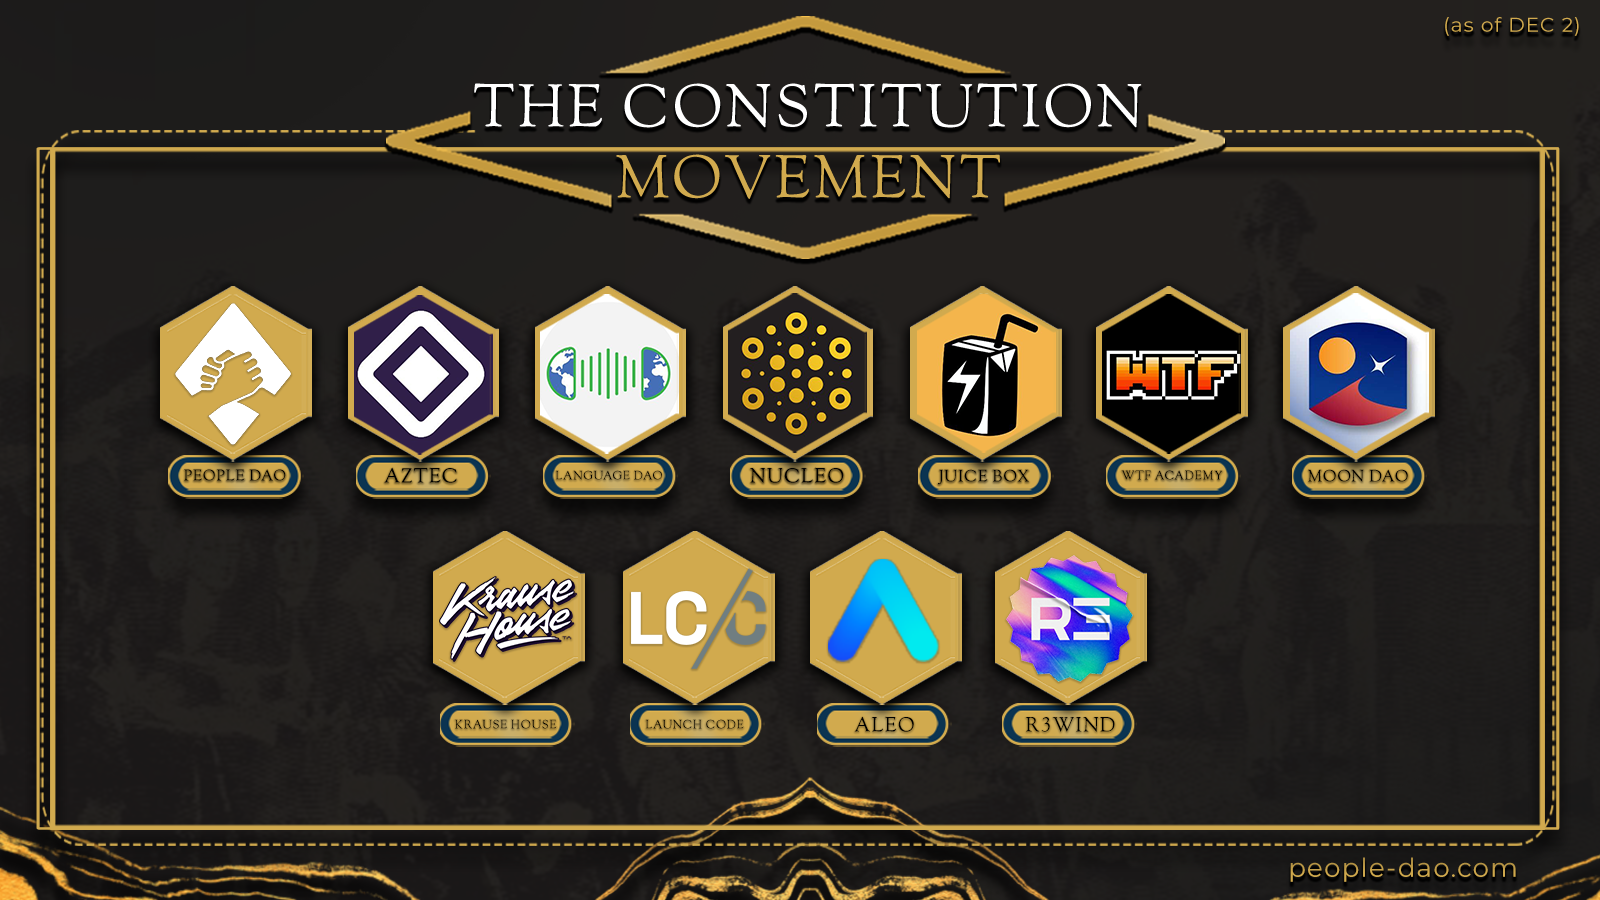 (as of DEC 2)
THE CONSTITUTION
MOVEMENT
WTF
PEOPLE DAO
AZTEC
LANGUAGE DAO
NUCLEO
JUICE BOX
WTF ACADEMY
MOON DAO
Krause
House™
LC/C
R3
KRAUSE HOUSE
LAUNCH CODE
ALEO
R3WIND
people-dao.com